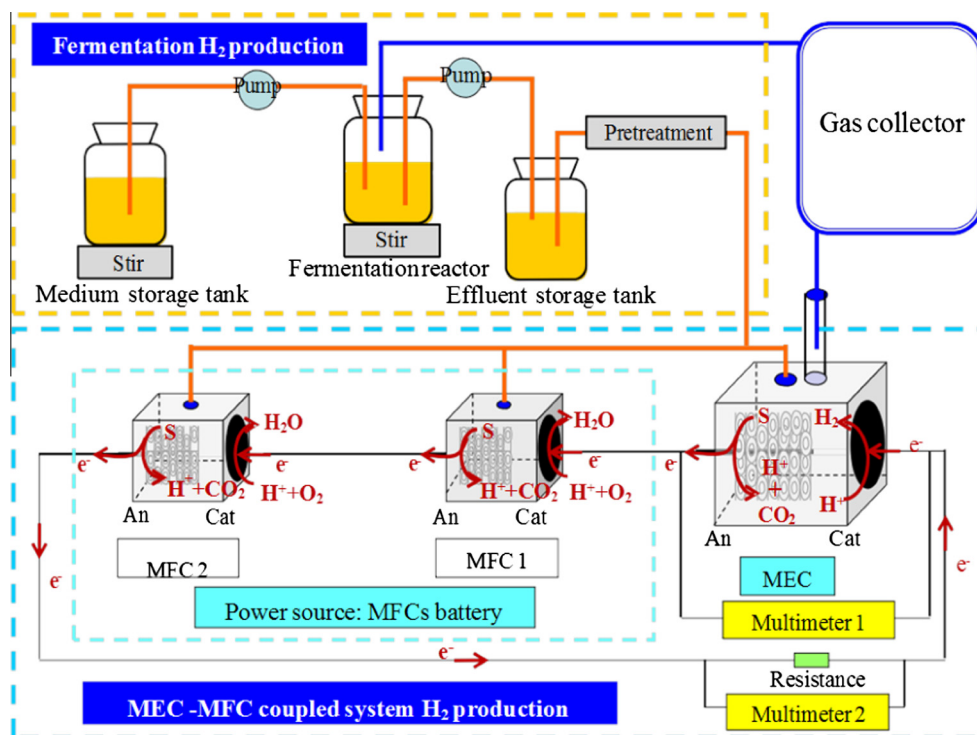 Fermentation H₂ production
Pump
Pump
Pretreatment
Gas collector
Stir
Stir
Medium storage tank
Fermentation reactor
Effluent storage tank
S
H₂O
e⁻
e⁻
H⁺+CO₂
H⁺+O₂
An
Cat
MFC 2
S
H₂O
e⁻
e⁻
H⁺+CO₂
H⁺+O₂
An
Cat
MFC 1
S
H₂
e⁻
e⁻
H⁺
+
CO₂
H⁺
An
Cat
MEC
e⁻
e⁻
Power source: MFCs battery
Multimeter 1
e⁻
Resistance
Multimeter 2
MEC -MFC coupled system H₂ production